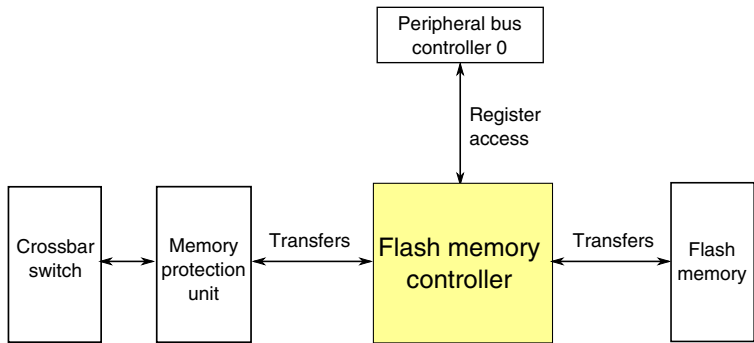 Peripheral bus
controller 0
Register
access
Crossbar
switch
Memory
protection
unit
Transfers
Flash memory
controller
Transfers
Flash
memory